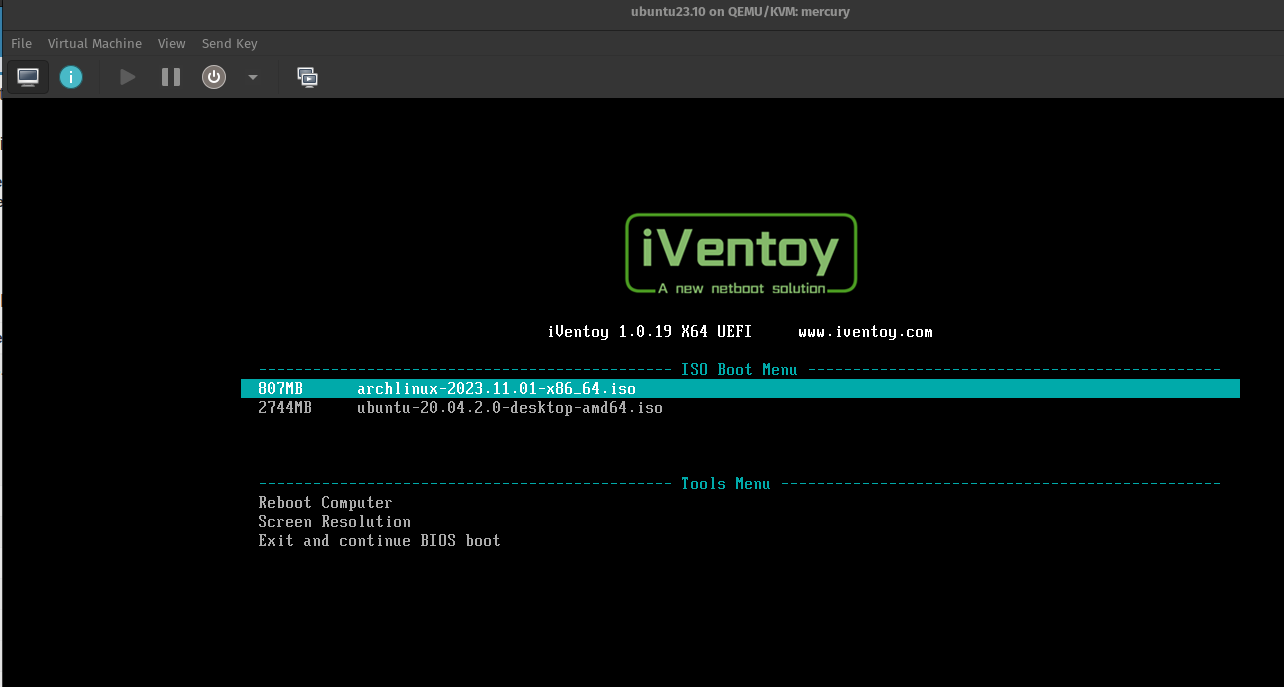 ubuntu23.10 on QEMU/KVM: mercury
File Virtual Machine View Send Key
i
iVentoy
A new netboot solution
iVentoy 1.0.19 X64 UEFI www.iventoy.com
---------------------------------------------- ISO Boot Menu ----------------------------------------------
807MB archlinux-2023.11.01-x86_64.iso
2744MB ubuntu-20.04.2.0-desktop-amd64.iso
---------------------------------------------- Tools Menu -------------------------------------------------
Reboot Computer
Screen Resolution
Exit and continue BIOS boot